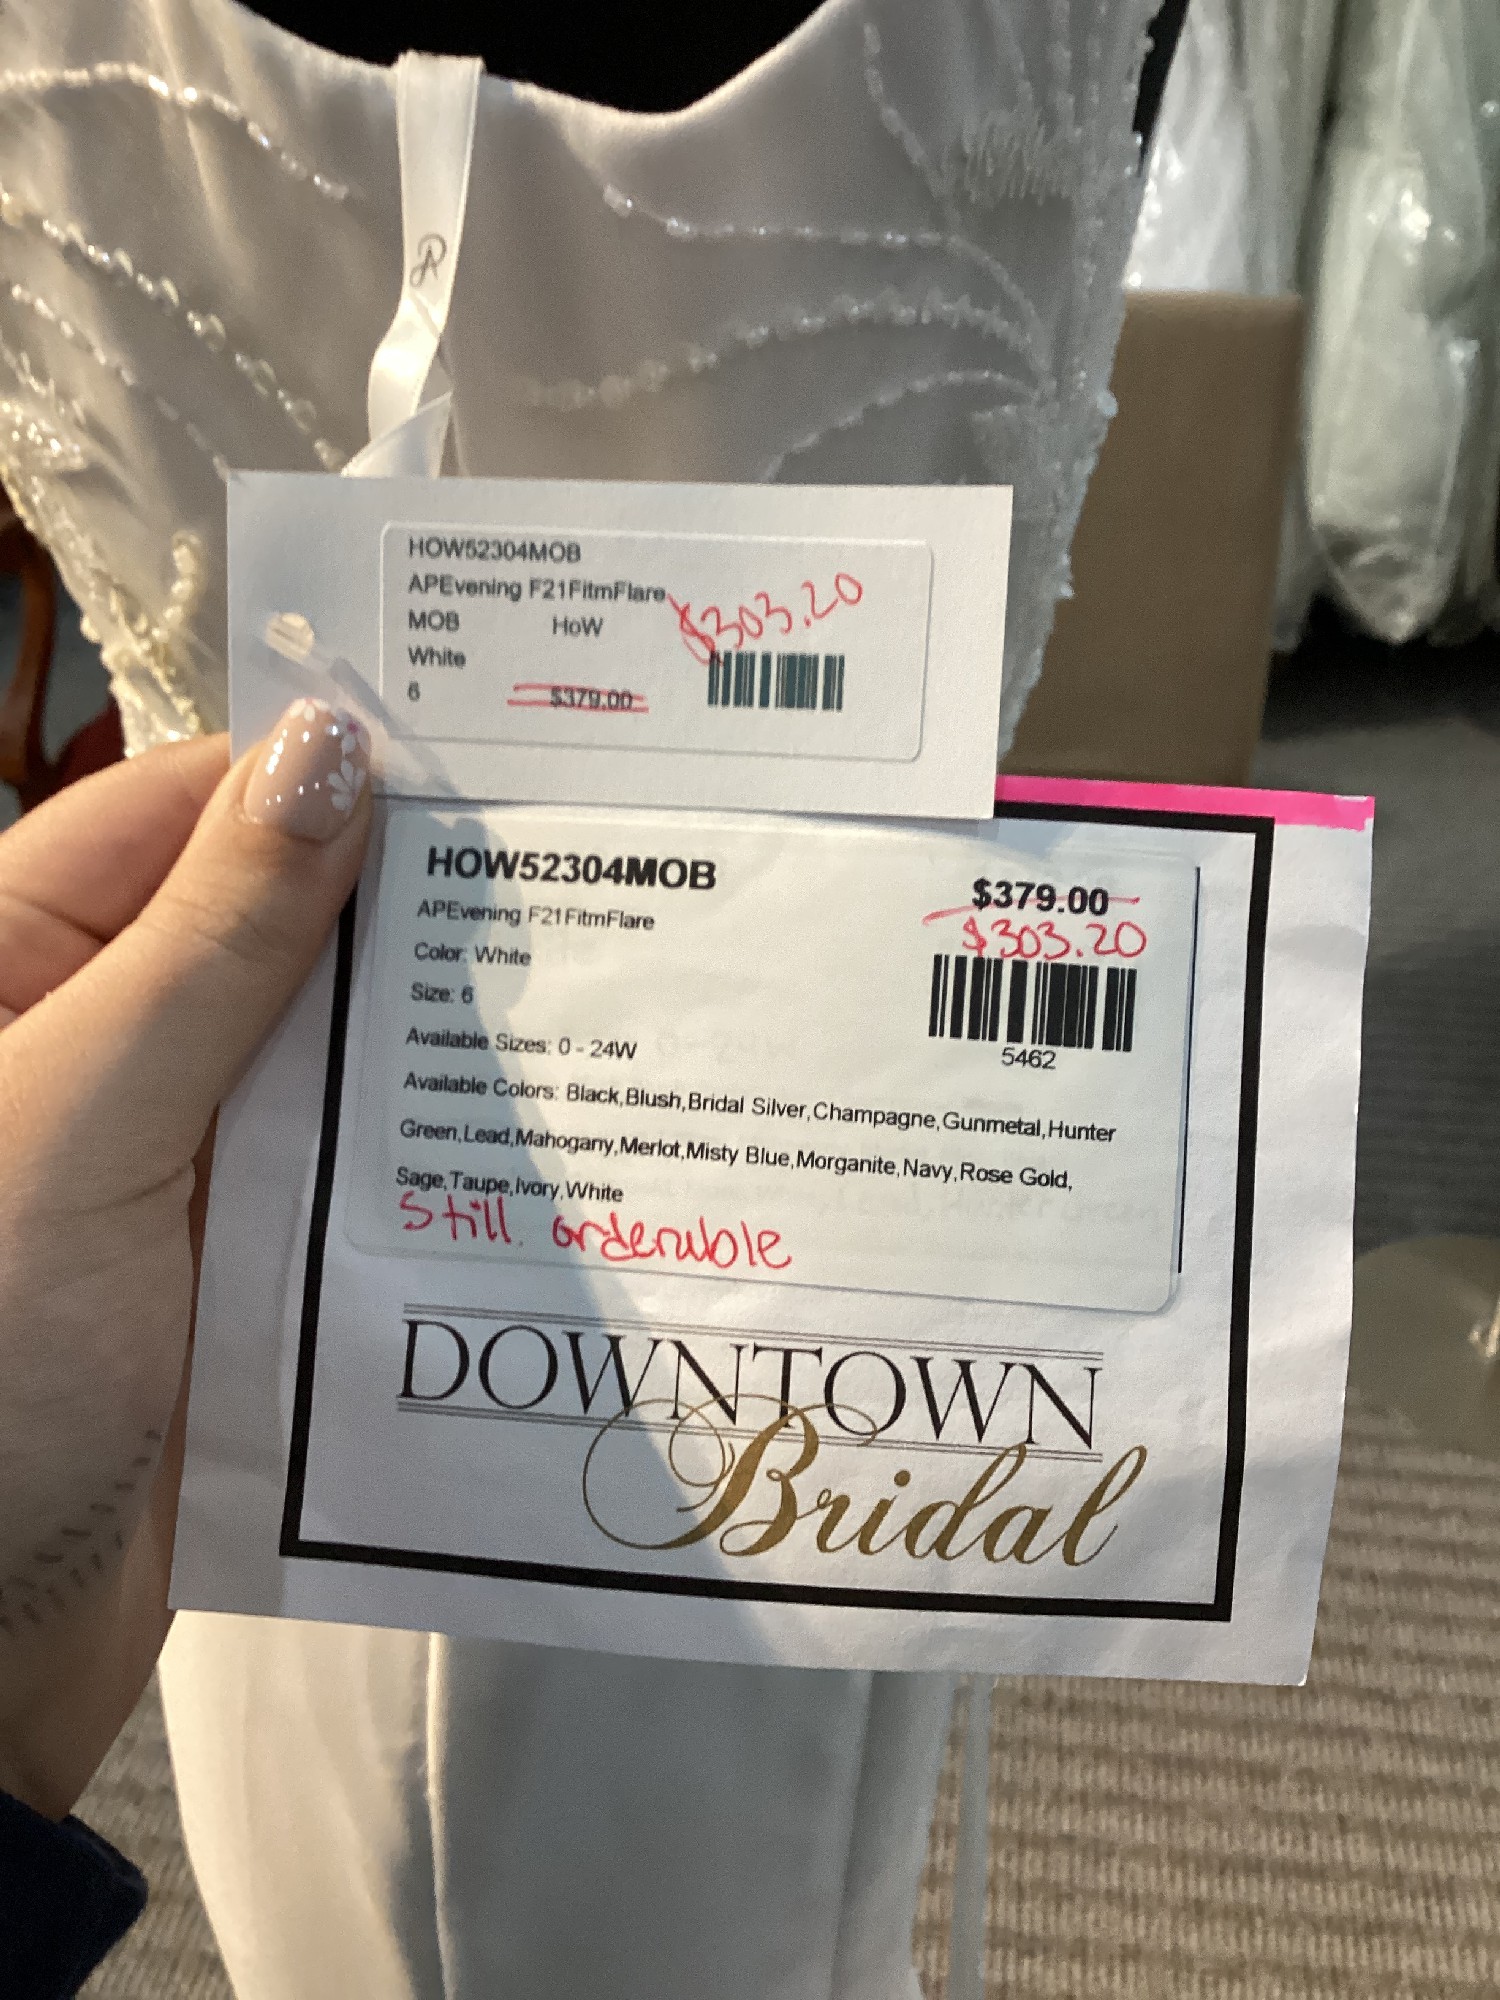 HOW52304MOB
APEvening F21FitmFlare
$303.20
MOB HoW
White
6 $379.00
HOW52304MOB
$379.00
APEvening F21FitmFlare
$303.20
Color: White
Size: 6
5462
Available Sizes: 0 - 24W
Available Colors: Black,Blush,Bridal Silver,Champagne,Gunmetal,Hunter
Green,Lead,Mahogany,Merlot,Misty Blue,Morganite,Navy,Rose Gold,
Sage,Taupe,Ivory,White
Still orderable
DOWNTOWN
Bridal